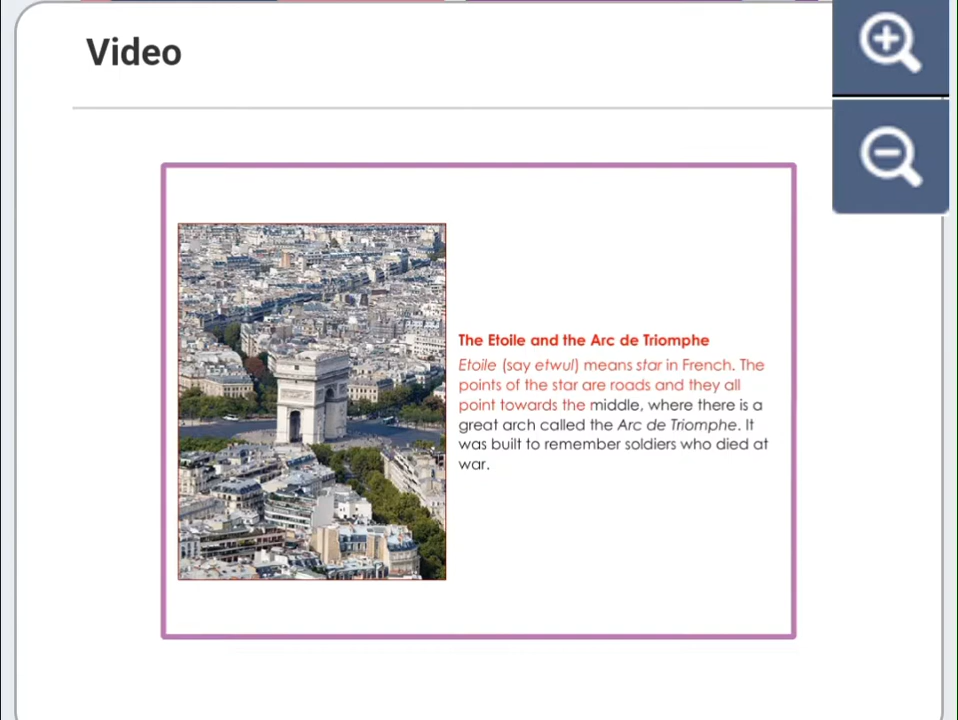 Video
The Etoile and the Arc de Triomphe
Etoile (say etwul) means star in French. The
points of the star are roads and they all
point towards the middle, where there is a
great arch called the Arc de Triomphe. It
was built to remember soldiers who died at
war.